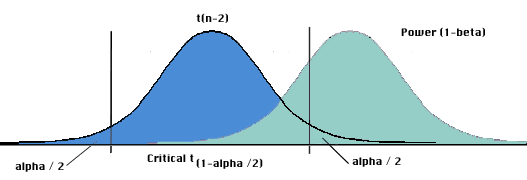 t(n-2)
Power (1-beta)
Critical t(1-alpha /2)
alpha / 2
alpha / 2